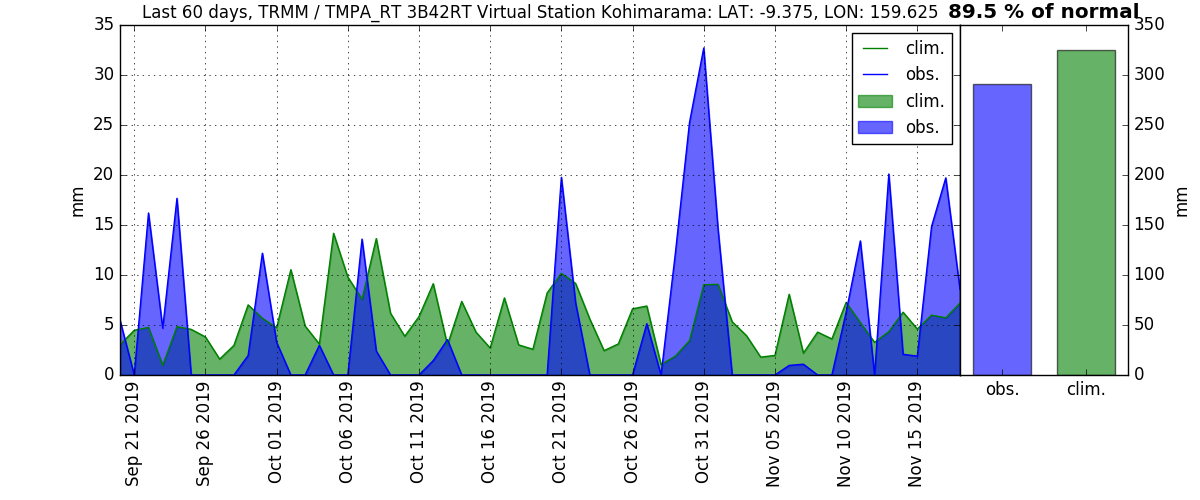 Last 60 days, TRMM / TMPA_RT 3B42RT Virtual Station Kohimarama: LAT: -9.375, LON: 159.625 89.5 % of normal
35
30
25
20
15
10
5
0
mm
clim.
obs.
clim.
obs.
350
300
250
200
150
100
50
0
mm
Sep 21 2019
Sep 26 2019
Oct 01 2019
Oct 06 2019
Oct 11 2019
Oct 16 2019
Oct 21 2019
Oct 26 2019
Oct 31 2019
Nov 05 2019
Nov 10 2019
Nov 15 2019
obs. clim.